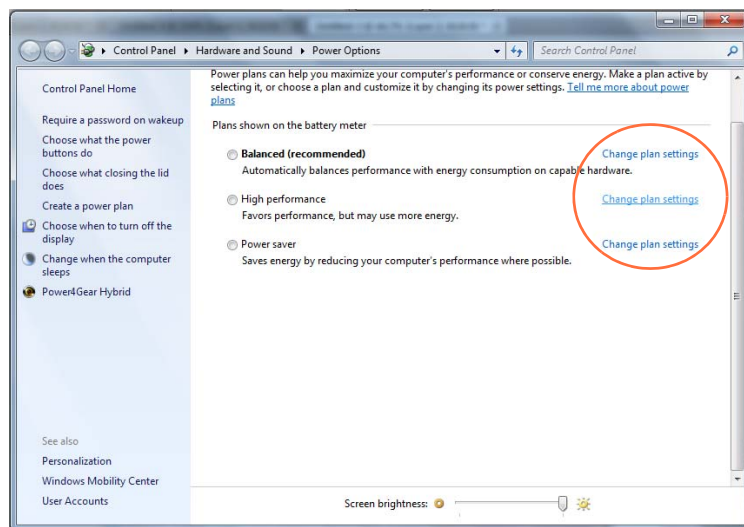 Control Panel
Hardware and Sound
Power Options
Search Control Panel
Control Panel Home
Require a password on wakeup
Choose what the power
buttons do
Choose what closing the lid
does
Create a power plan
Choose when to turn off the
display
Change when the computer
sleeps
Power4Gear Hybrid
See also
Personalization
Windows Mobility Center
User Accounts
Power plans can help you maximize your computer's performance or conserve energy. Make a plan active by
selecting it, or choose a plan and customize it by changing its power settings. Tell me more about power
plans
Plans shown on the battery meter
Balanced (recommended) Change plan settings
Automatically balances performance with energy consumption on capable hardware.
High performance Change plan settings
Favors performance, but may use more energy.
Power saver Change plan settings
Saves energy by reducing your computer's performance where possible.
Screen brightness: